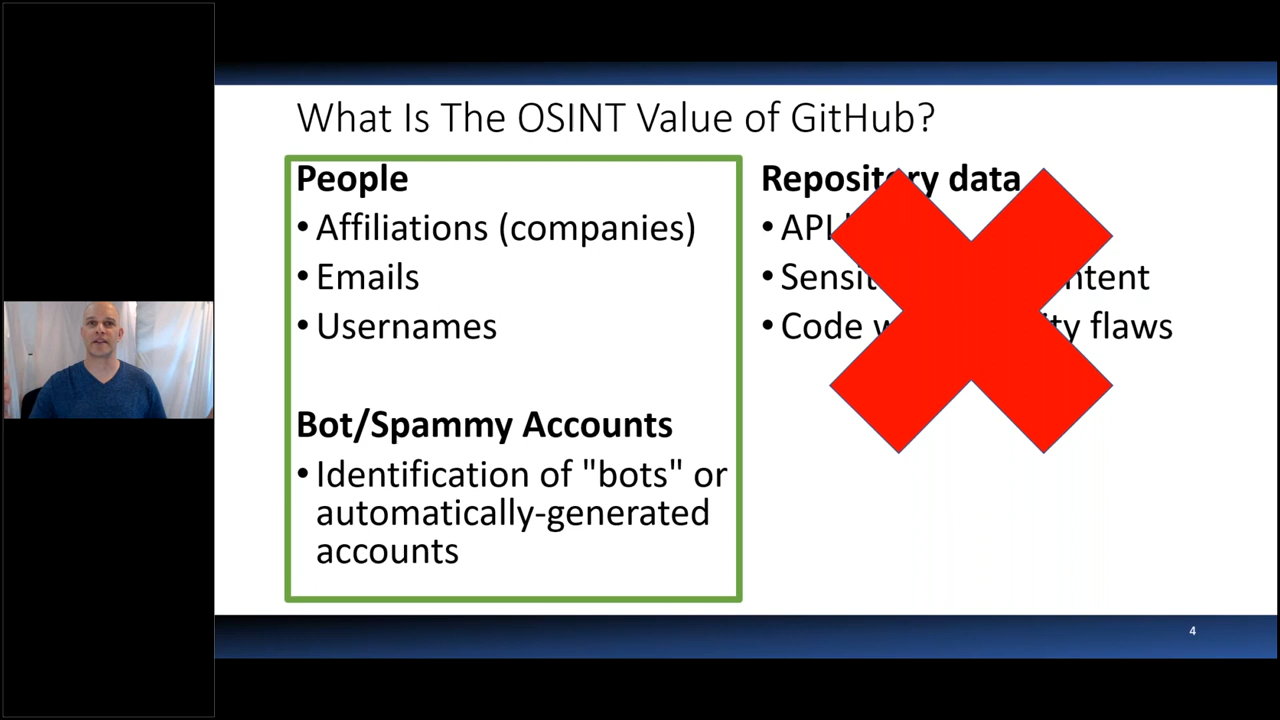 What Is The OSINT Value of GitHub?
People
• Affiliations (companies)
• Emails
• Usernames
Bot/Spammy Accounts
• Identification of "bots" or
automatically-generated
accounts
Repository data
• API
• Sensit ntent
• Code w ity flaws
4